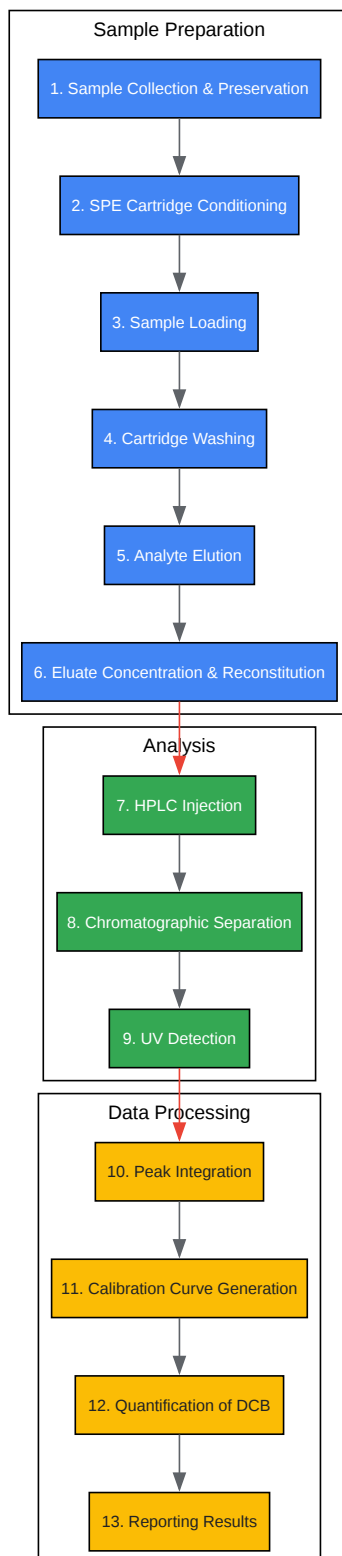 Sample Preparation
1. Sample Collection & Preservation
2. SPE Cartridge Conditioning
3. Sample Loading
4. Cartridge Washing
5. Analyte Elution
6. Eluate Concentration & Reconstitution
Analysis
7. HPLC Injection
8. Chromatographic Separation
9. UV Detection
Data Processing
10. Peak Integration
11. Calibration Curve Generation
12. Quantification of DCB
13. Reporting Results